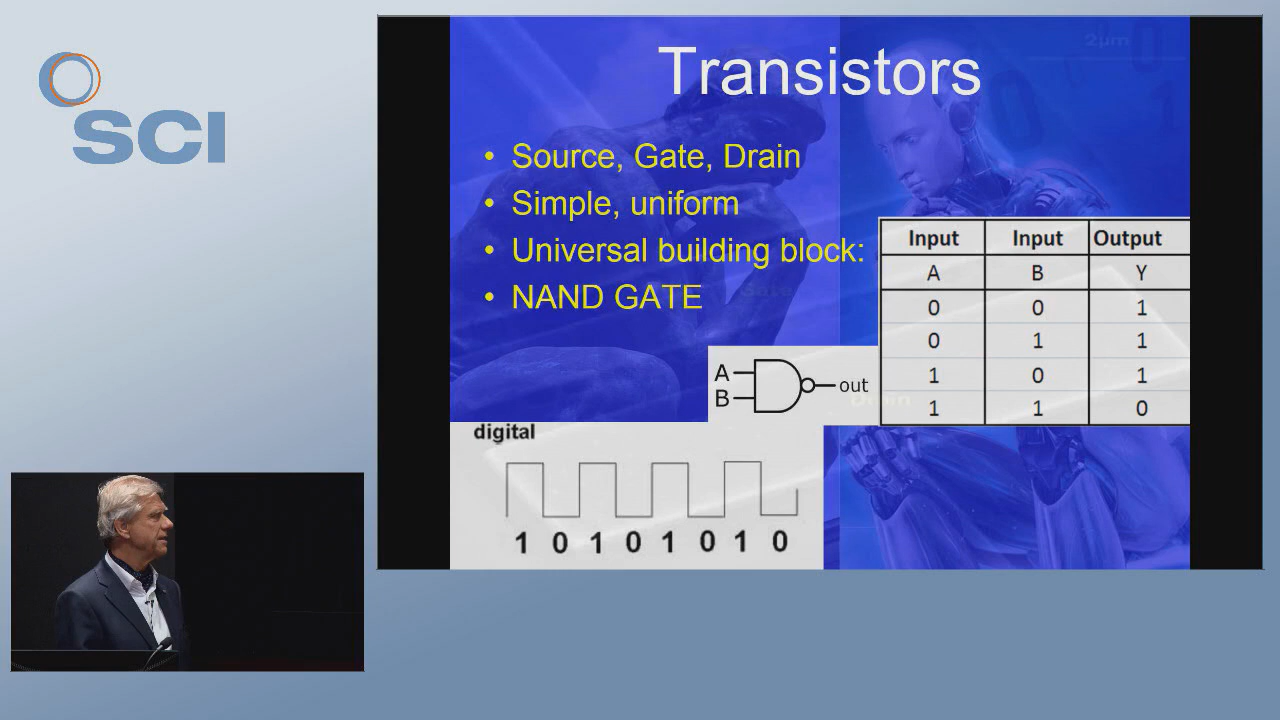 SCI
2µm
Transistors
• Source, Gate, Drain
• Simple, uniform
• Universal building block:
• NAND GATE
Input Input Output
A B Y
0 0 1
0 1 1
1 0 1
1 1 0
A
B
out
Drain
digital
1 0 1 0 1 0 1 0